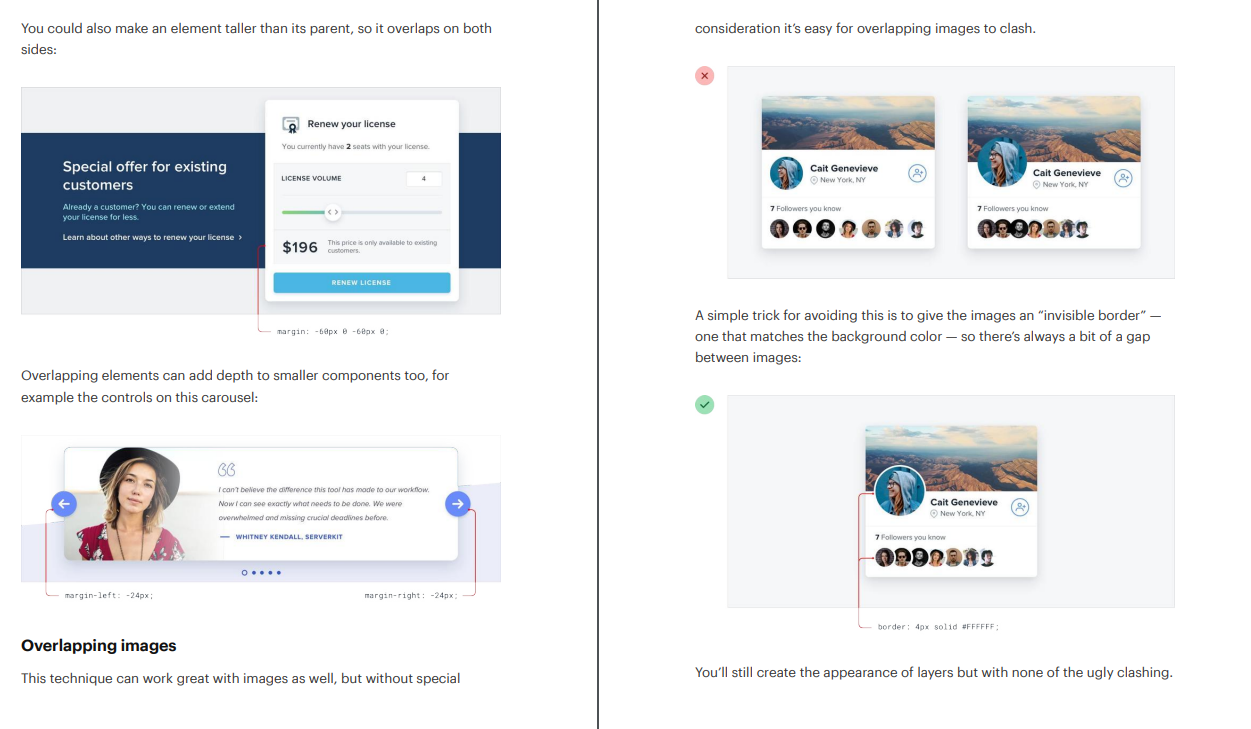 You could also make an element taller than its parent, so it overlaps on both
sides:
Renew your license
You currently have 2 seats with your license.
Special offer for existing
customers
Already a customer? You can renew or extend
your license for less.
Learn about other ways to renew your license ›
LICENSE VOLUME
4
$196
This price is only available to existing
customers.
RENEW LICENSE
margin: -60px 0 -60px 0;
Overlapping elements can add depth to smaller components too, for
example the controls on this carousel:
I can't believe the difference this tool has made to our workflow.
Now I can see exactly what needs to be done. We were
overwhelmed and missing crucial deadlines before.
— WHITNEY KENDALL, SERVERKIT
margin-left: -24px;
margin-right: -24px;
Overlapping images
This technique can work great with images as well, but without special
consideration it's easy for overlapping images to clash.
Cait Genevieve
New York, NY
7 Followers you know
Cait Genevieve
New York, NY
7 Followers you know
A simple trick for avoiding this is to give the images an “invisible border” —
one that matches the background color — so there's always a bit of a gap
between images:
Cait Genevieve
New York, NY
7 Followers you know
border: 4px solid #FFFFFF;
You'll still create the appearance of layers but with none of the ugly clashing.